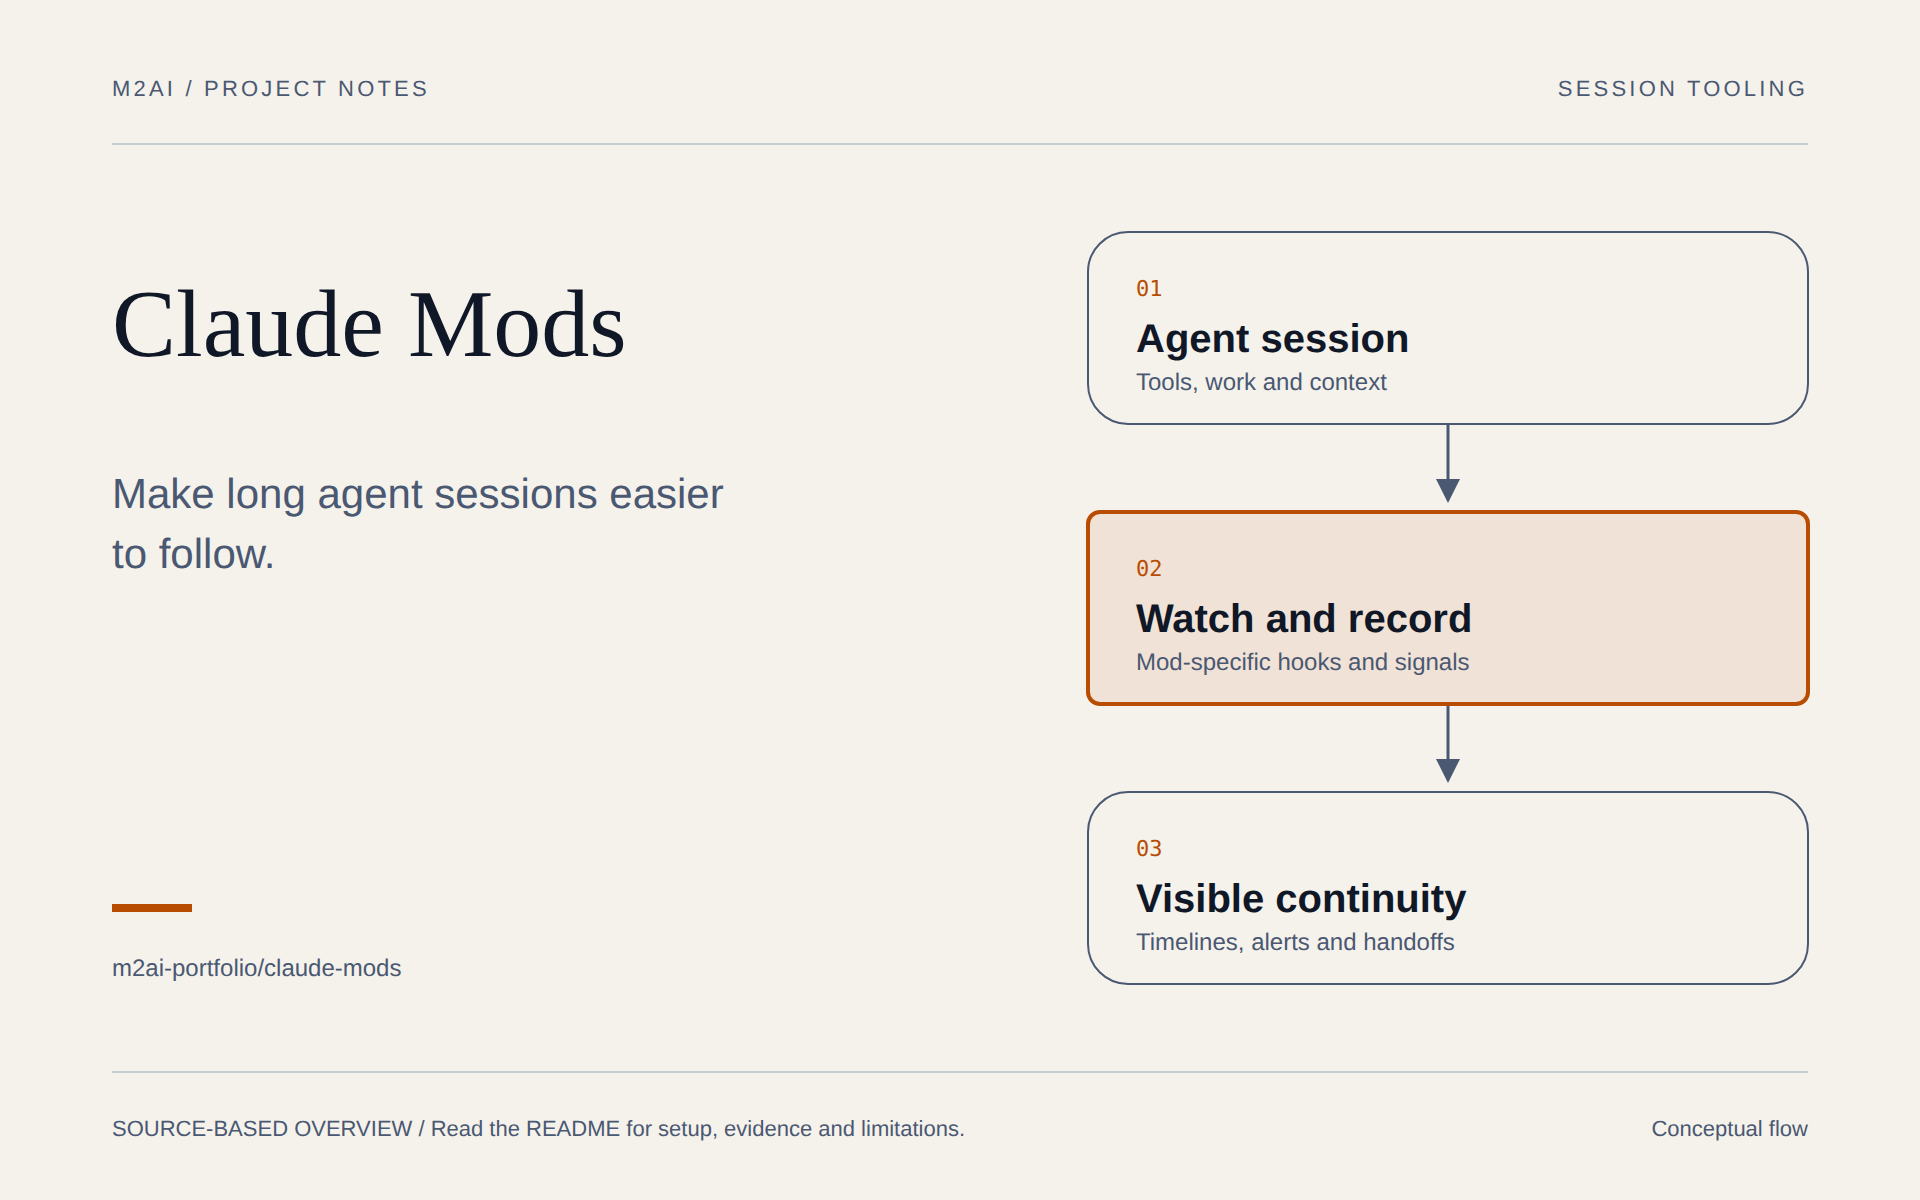 M2AI / PROJECT NOTES
SESSION TOOLING
Claude Mods
Make long agent sessions easier
to follow.
m2ai-portfolio/claude-mods
01
Agent session
Tools, work and context
02
Watch and record
Mod-specific hooks and signals
03
Visible continuity
Timelines, alerts and handoffs
SOURCE-BASED OVERVIEW / Read the README for setup, evidence and limitations.
Conceptual flow